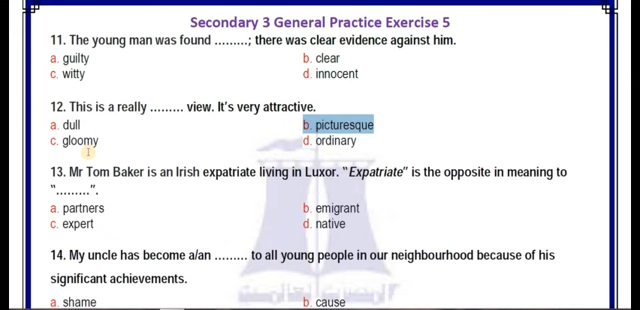 Secondary 3 General Practice Exercise 5
11. The young man was found ………; there was clear evidence against him.
a. guilty b. clear
c. witty d. innocent
12. This is a really ……… view. It's very attractive.
a. dull b. picturesque
c. gloomy d. ordinary
13. Mr Tom Baker is an Irish expatriate living in Luxor. "Expatriate" is the opposite in meaning to
"………".
a. partners b. emigrant
c. expert d. native
14. My uncle has become a/an ……… to all young people in our neighbourhood because of his
significant achievements.
a. shame b. cause